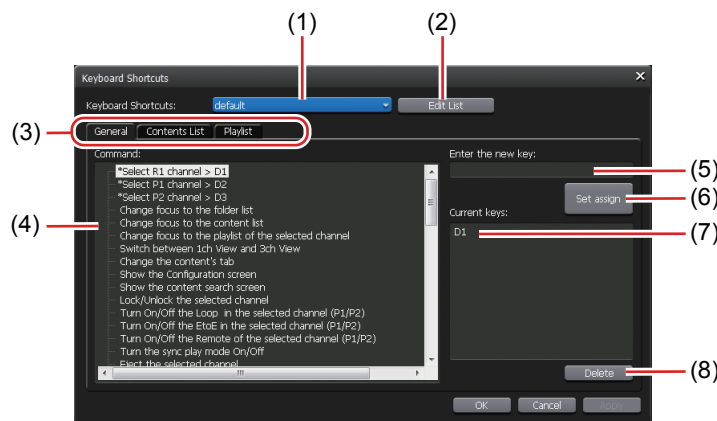 (1)
(2)
Keyboard Shortcuts
Keyboard Shortcuts:
default
Edit List
(3)
General
Contents List
Playlist
Command:
Enter the new key:
*Select R1 channel > D1
*Select P1 channel > D2
*Select P2 channel > D3
Change focus to the folder list
Change focus to the content list
Change focus to the playlist of the selected channel
Switch between 1ch View and 3ch View
Change the content's tab
Show the Configuration screen
Show the content search screen
Lock/Unlock the selected channel
Turn On/Off the Loop in the selected channel (P1/P2)
Turn On/Off the EtoE in the selected channel (P1/P2)
Turn On/Off the Remote of the selected channel (P1/P2)
Turn the sync play mode On/Off
Eject the selected channel
(4)
(5)
Set assign
(6)
Current keys:
D1
(7)
Delete
(8)
OK
Cancel
Apply